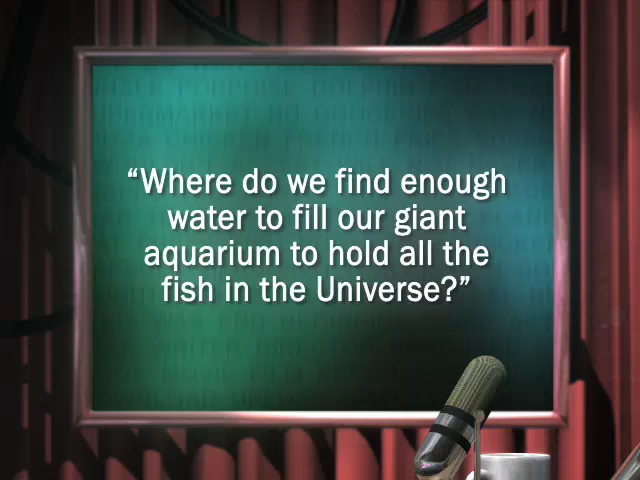 “Where do we find enough
water to fill our giant
aquarium to hold all the
fish in the Universe?”